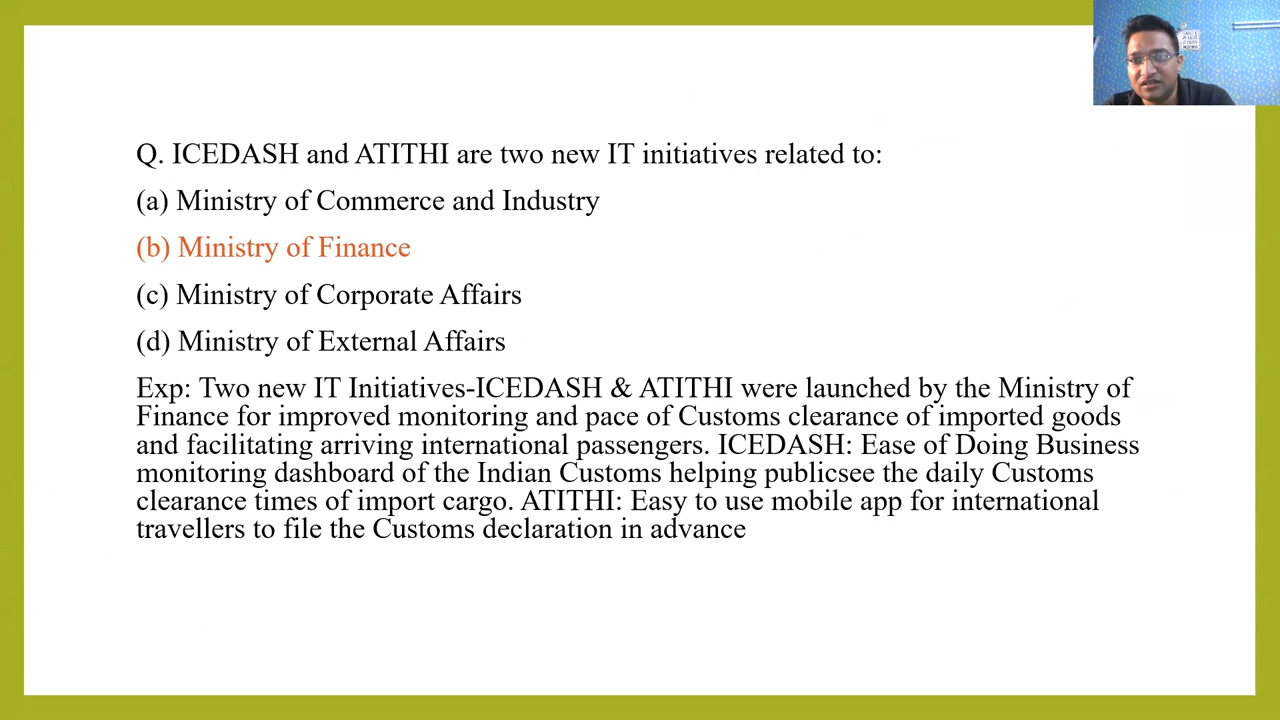 Q. ICEDASH and ATITHI are two new IT initiatives related to:
(a) Ministry of Commerce and Industry
(b) Ministry of Finance
(c) Ministry of Corporate Affairs
(d) Ministry of External Affairs
Exp: Two new IT Initiatives-ICEDASH & ATITHI were launched by the Ministry of
Finance for improved monitoring and pace of Customs clearance of imported goods
and facilitating arriving international passengers. ICEDASH: Ease of Doing Business
monitoring dashboard of the Indian Customs helping publicsee the daily Customs
clearance times of import cargo. ATITHI: Easy to use mobile app for international
travellers to file the Customs declaration in advance